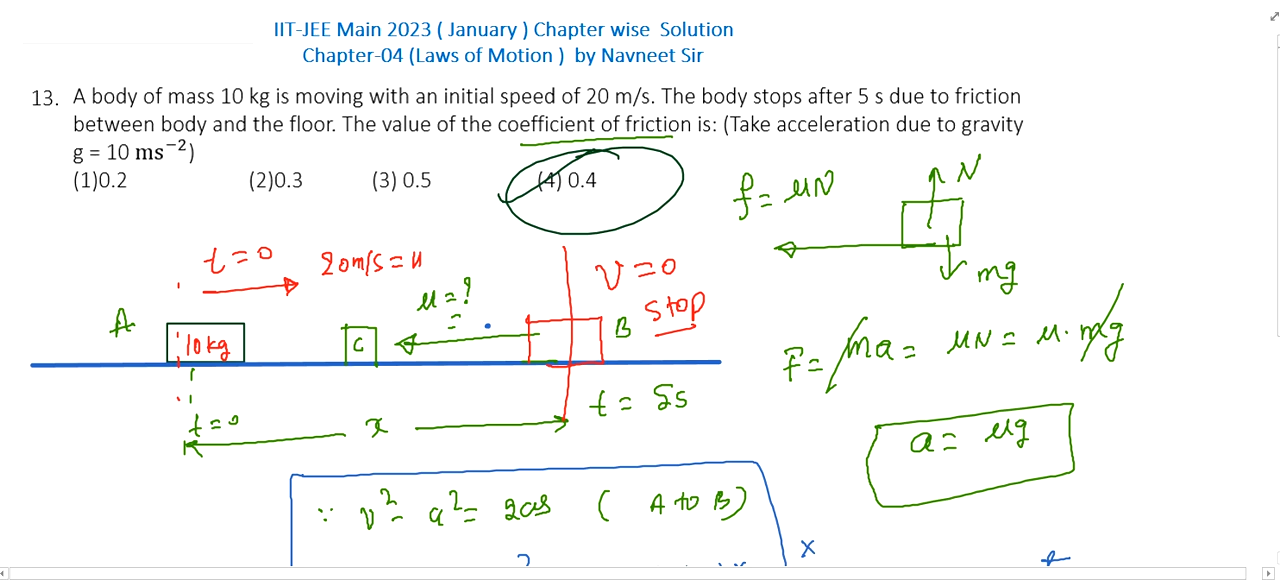 IIT-JEE Main 2023 ( January ) Chapter wise Solution
Chapter-04 (Laws of Motion ) by Navneet Sir
13. A body of mass 10 kg is moving with an initial speed of 20 m/s. The body stops after 5 s due to friction
between body and the floor. The value of the coefficient of friction is: (Take acceleration due to gravity
g = 10 ms⁻²)
(1)0.2 (2)0.3 (3) 0.5 (4) 0.4
f = μN
N
mg
t = 0
20m/s = u
V = 0
Stop
A
10kg
C
μ = ?
B
F = ma = μN = μ. mg
t = 0
x
t = 5s
a = μg
∵ v² - u² = 2as ( A to B )
x